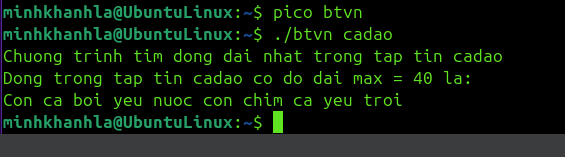 minhkhanhla@UbuntuLinux:~$ pico btvn
minhkhanhla@UbuntuLinux:~$ ./btvn cadao
Chuong trinh tim dong dai nhat trong tap tin cadao
Dong trong tap tin cadao co do dai max = 40 la:
Con ca boi yeu nuoc con chim ca yeu troi
minhkhanhla@UbuntuLinux:~$